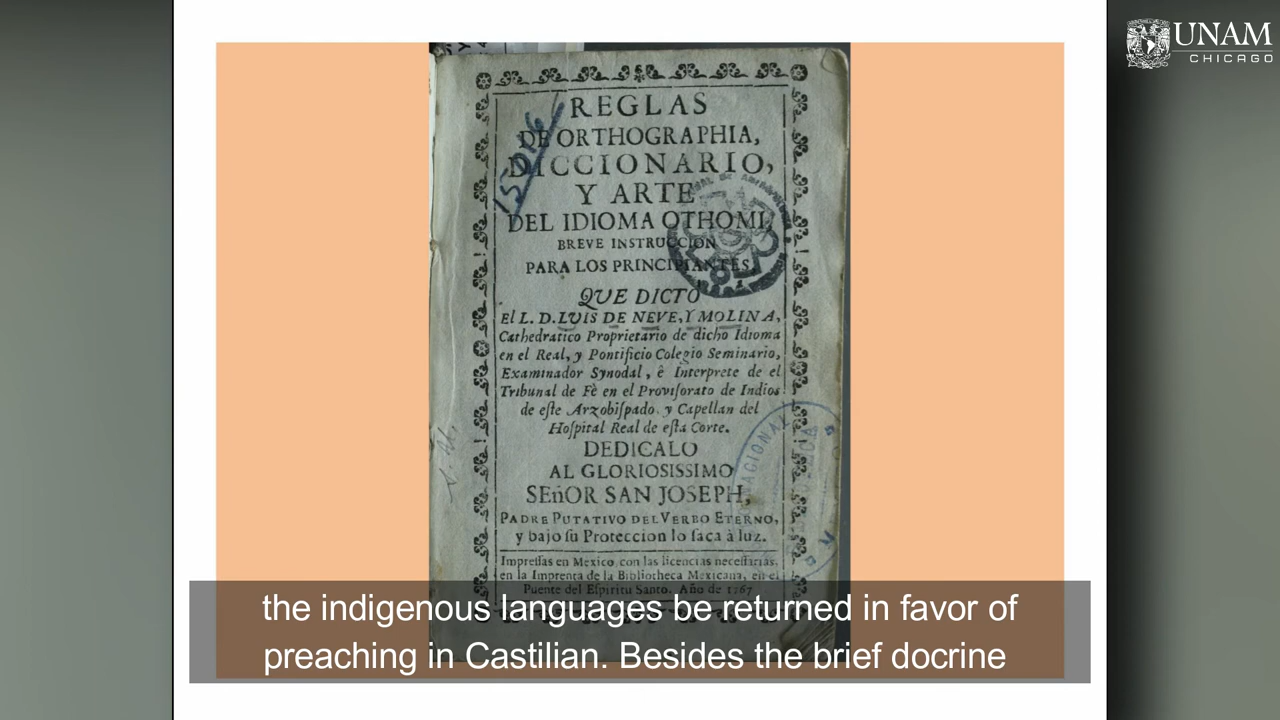 UNAM
CHICAGO
15216
REGLAS
DE ORTHOGRAPHIA,
DICCIONARIO,
Y ARTE
DEL IDIOMA OTHOMI,
BREVE INSTRUCCION
PARA LOS PRINCIPIANTES,
QUE DICTÓ
El L. D. LUIS DE NEVE, Y MOLINA,
Cathedratico Proprietario de dicho Idioma
en el Real, y Pontificio Colegio Seminario,
Examinador Synodal, è Interprete de el
Tribunal de Fè en el Proviſorato de Indios
de eſte Arzobiſpado, y Capellan del
Hoſpital Real de eſta Corte.
DEDICALO
AL GLORIOSISSIMO
SEñOR SAN JOSEPH,
PADRE PUTATIVO DEL VERBO ETERNO,
y bajo ſu Proteccion lo ſaca à luz.
Impreſſas en Mexico, con las licencias neceſſarias,
en la Imprenta de la Bibliotheca Mexicana, en el
Puente del Eſpiritu Santo. Año de 1767
the indigenous languages be returned in favor of
preaching in Castilian. Besides the brief docrine